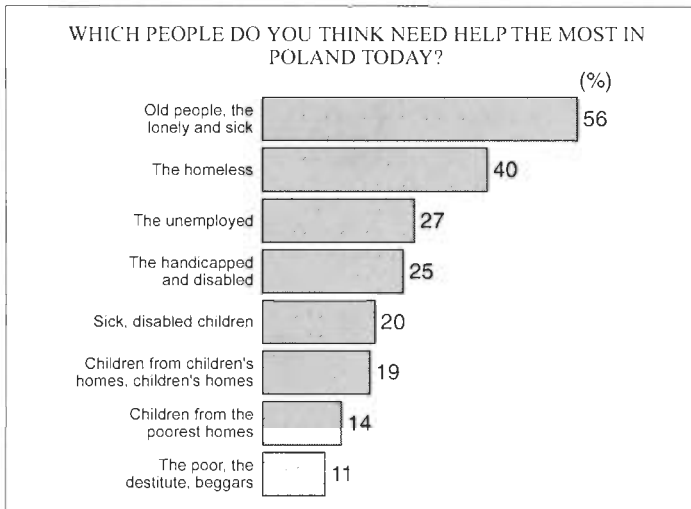 WHICH PEOPLE DO YOU THINK NEED HELP THE MOST IN
POLAND TODAY?
(%)
Old people, the
lonely and sick
56
The homeless
40
The unemployed
27
The handicapped
and disabled
25
Sick, disabled children
20
Children from children's
homes, children's homes
19
Children from the
poorest homes
14
The poor, the
destitute, beggars
11